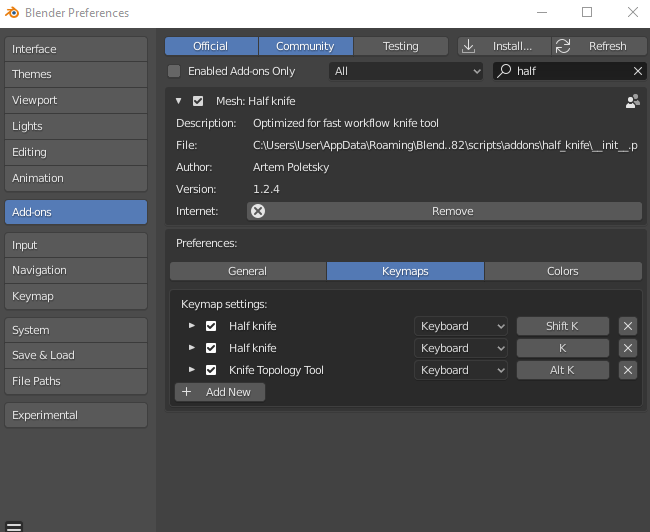 Blender Preferences
Interface
Themes
Viewport
Lights
Editing
Animation
Add-ons
Input
Navigation
Keymap
System
Save & Load
File Paths
Experimental
Official Community Testing Install... Refresh
Enabled Add-ons Only All half
Mesh: Half knife
Description: Optimized for fast workflow knife tool
File: C:\Users\User\AppData\Roaming\Blend..82\scripts\addons\half_knife\__init__.p
Author: Artem Poletsky
Version: 1.2.4
Internet: Remove
Preferences:
General Keymaps Colors
Keymap settings:
Half knife Keyboard Shift K
Half knife Keyboard K
Knife Topology Tool Keyboard Alt K
+ Add New